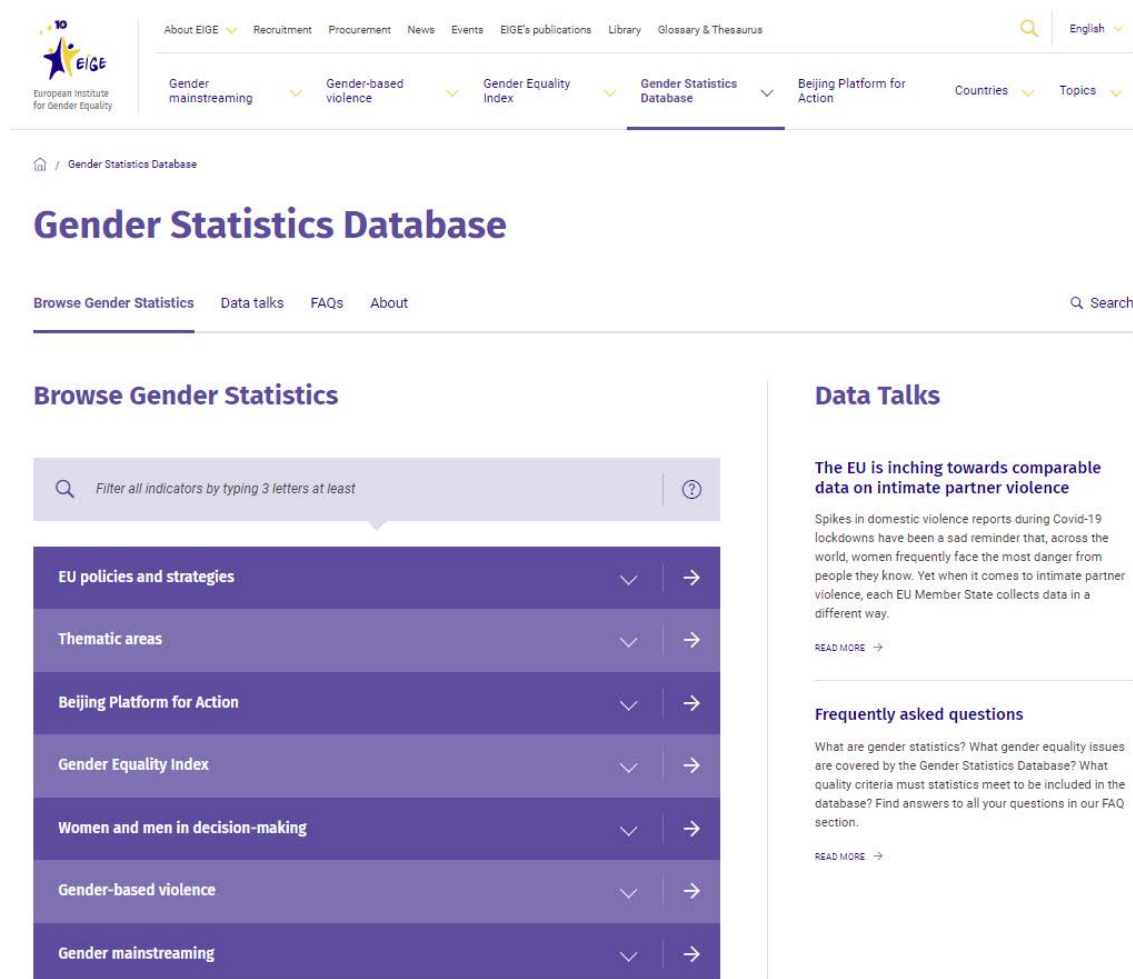 10
EIGE
European Institute
for Gender Equality
About EIGE Recruitment Procurement News Events EIGE's publications Library Glossary & Thesaurus
English
Gender
mainstreaming
Gender-based
violence
Gender Equality
Index
Gender Statistics
Database
Beijing Platform for
Action
Countries
Topics
/ Gender Statistics Database
Gender Statistics Database
Browse Gender Statistics Data talks FAQs About
Search
Browse Gender Statistics
Filter all indicators by typing 3 letters at least
?
EU policies and strategies
Thematic areas
Beijing Platform for Action
Gender Equality Index
Women and men in decision-making
Gender-based violence
Gender mainstreaming
Data Talks
The EU is inching towards comparable
data on intimate partner violence
Spikes in domestic violence reports during Covid-19
lockdowns have been a sad reminder that, across the
world, women frequently face the most danger from
people they know. Yet when it comes to intimate partner
violence, each EU Member State collects data in a
different way.
READ MORE
Frequently asked questions
What are gender statistics? What gender equality issues
are covered by the Gender Statistics Database? What
quality criteria must statistics meet to be included in the
database? Find answers to all your questions in our FAQ
section.
READ MORE